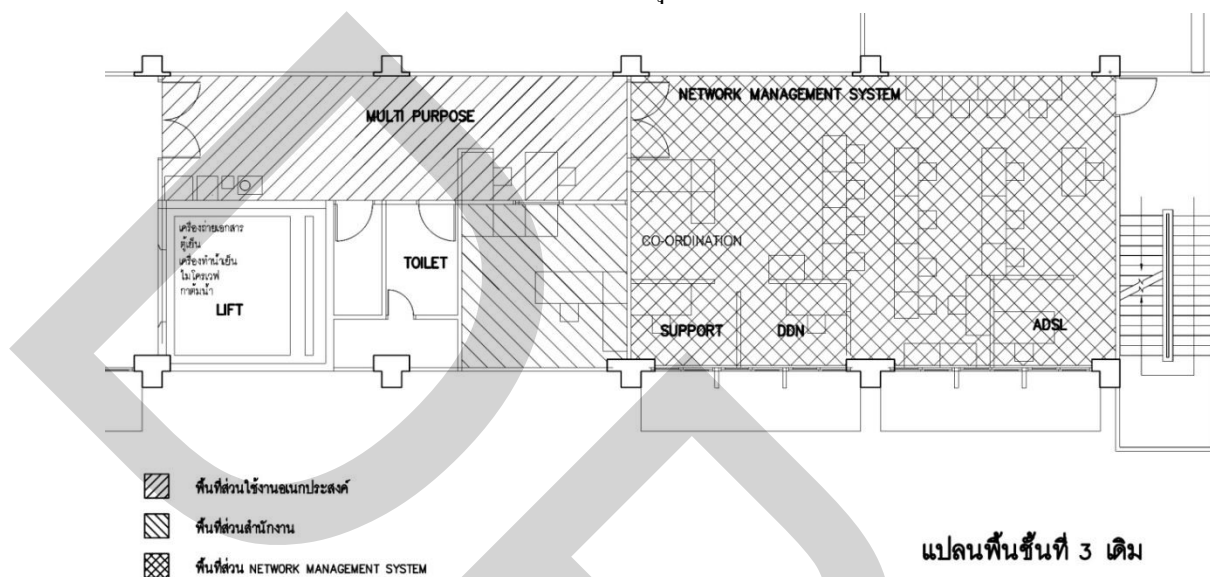 NETWORK MANAGEMENT SYSTEM
MULTI PURPOSE
เครื่องถ่ายเอกสาร
ตู้เย็น
เครื่องทำน้ำเย็น
ไมโครเวฟ
กาต้มน้ำ
LIFT
TOILET
CO-ORDINATION
SUPPORT
DDN
ADSL
พื้นที่ส่วนใช้งานอเนกประสงค์
พื้นที่ส่วนสำนักงาน
พื้นที่ส่วน NETWORK MANAGEMENT SYSTEM
แปลนพื้นชั้นที่ 3 เดิม